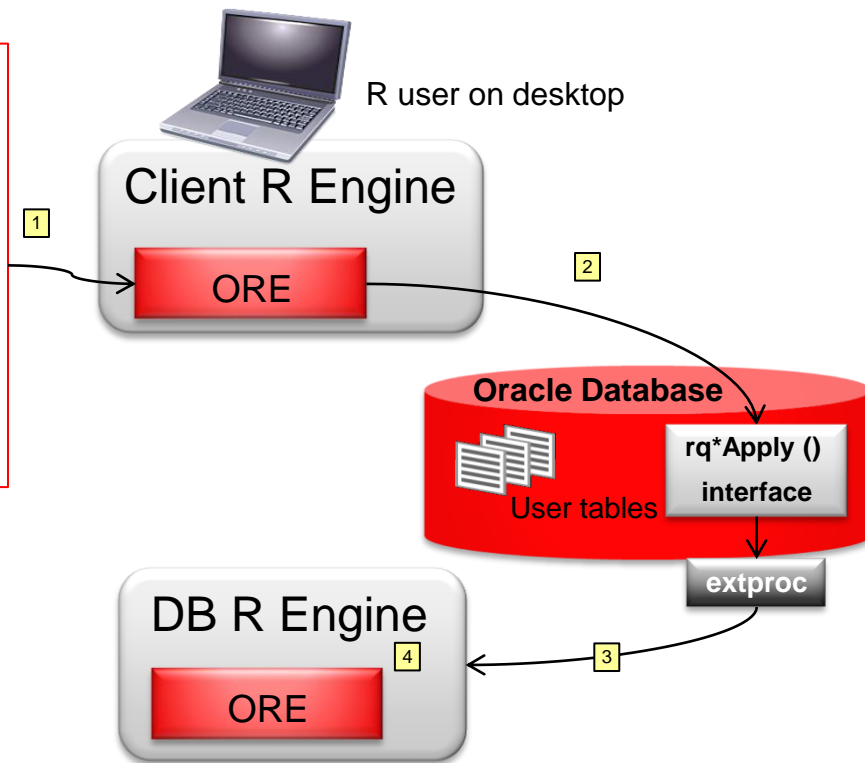 R user on desktop
Client R Engine
1
ORE
2
Oracle Database
rq*Apply ()
interface
User tables
extproc
DB R Engine
4
3
ORE